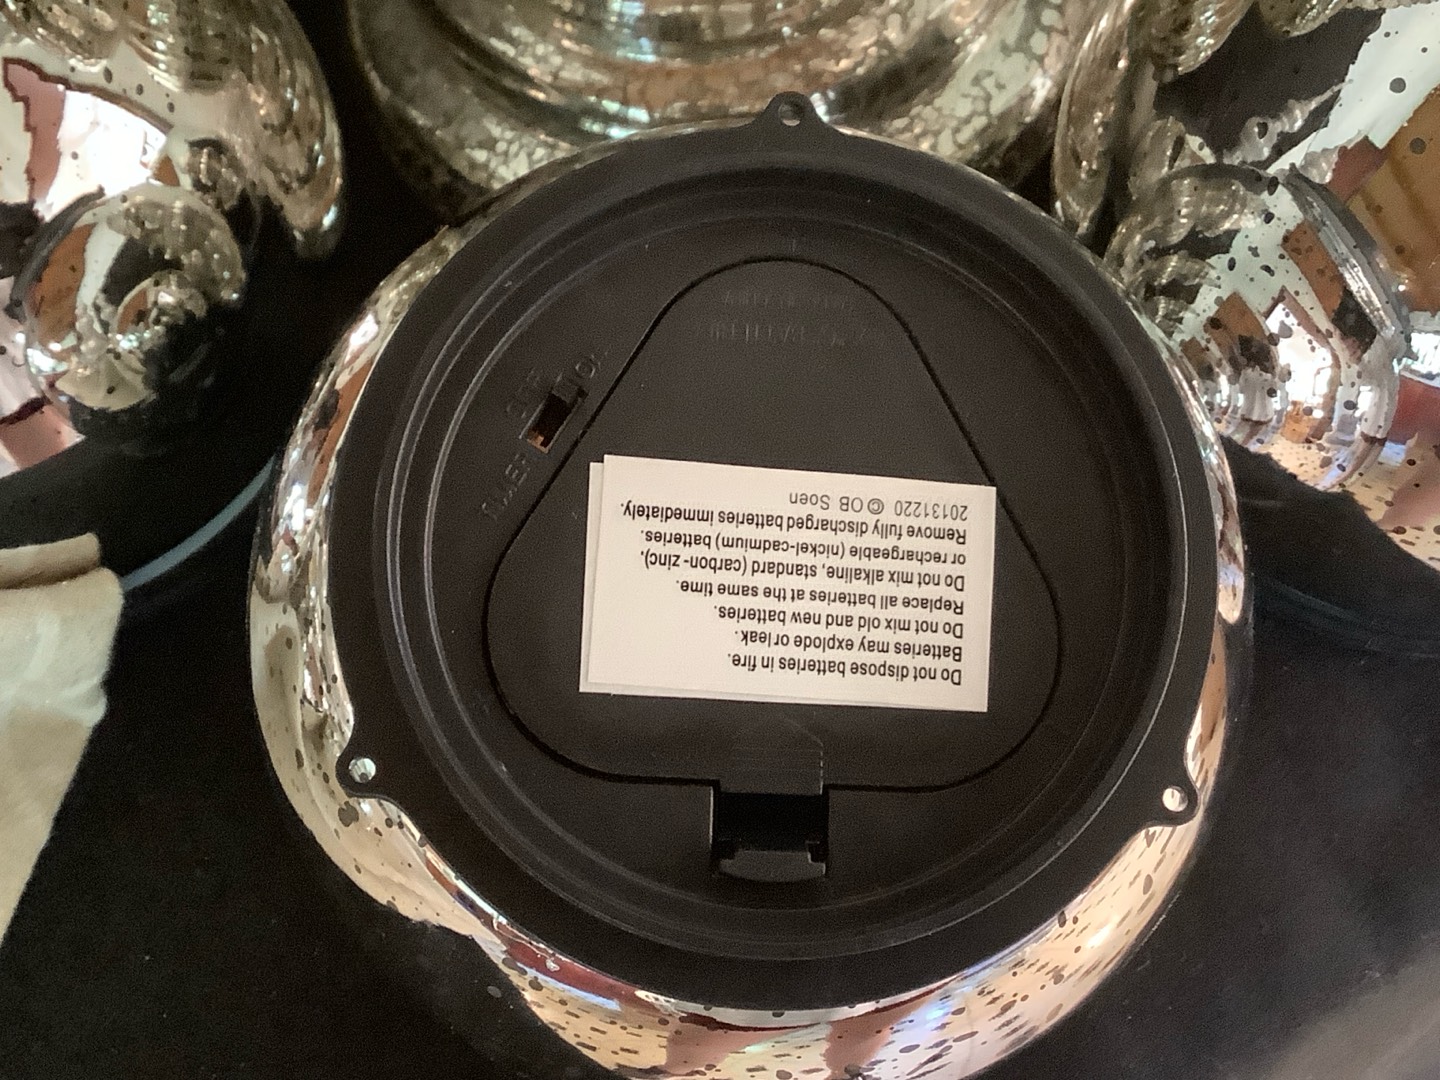 Do not dispose batteries in fire.
Batteries may explode or leak.
Do not mix old and new batteries.
Replace all batteries at the same time.
Do not mix alkaline, standard (carbon- zinc),
or rechargeable (nickel-cadmium) batteries.
Remove fully discharged batteries immediately.
20131220 © OB Soen
TIMER
OFF
ON